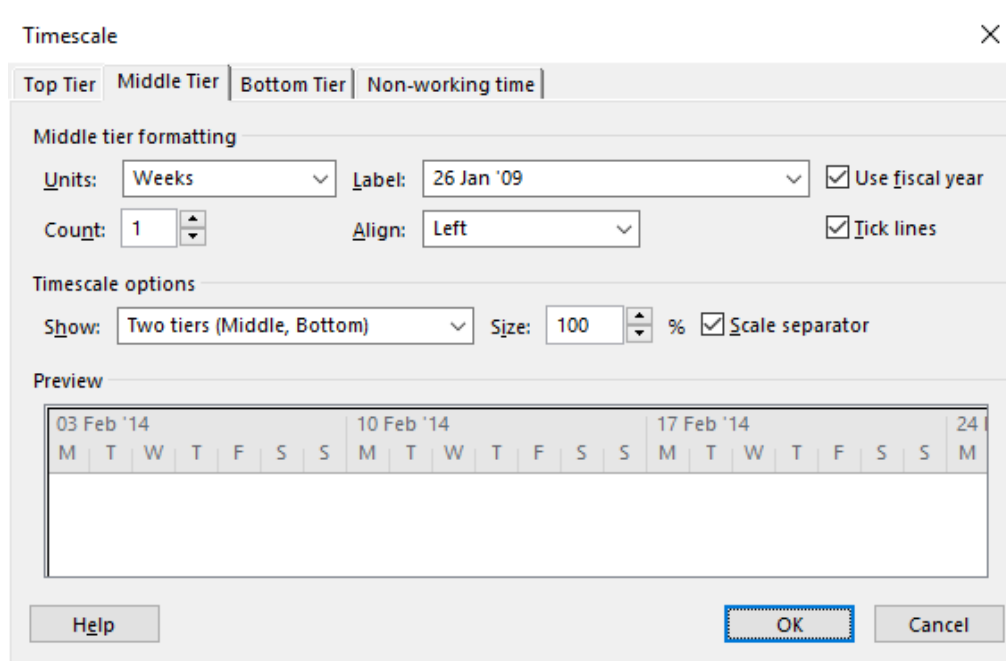 Timescale
Top Tier Middle Tier Bottom Tier Non-working time
Middle tier formatting
Units: Weeks Label: 26 Jan '09 Use fiscal year
Count: 1 Align: Left Tick lines
Timescale options
Show: Two tiers (Middle, Bottom) Size: 100 % Scale separator
Preview
03 Feb '14 10 Feb '14 17 Feb '14 24
M T W T F S S M T W T F S S M T W T F S S M
Help OK Cancel